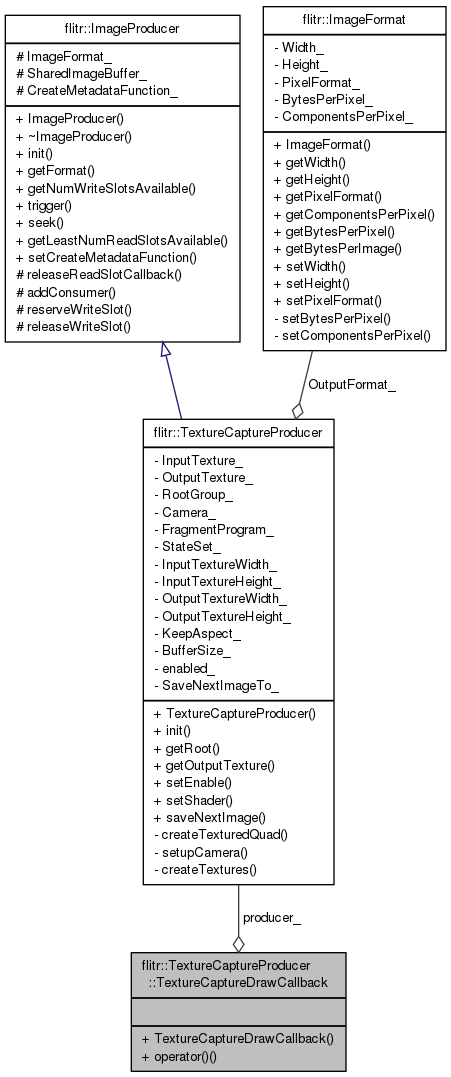 flitr::ImageProducer
# ImageFormat_
# SharedImageBuffer_
# CreateMetadataFunction_
+ ImageProducer()
+ ~ImageProducer()
+ init()
+ getFormat()
+ getNumWriteSlotsAvailable()
+ trigger()
+ seek()
+ getLeastNumReadSlotsAvailable()
+ setCreateMetadataFunction()
# releaseReadSlotCallback()
# addConsumer()
# reserveWriteSlot()
# releaseWriteSlot()
flitr::ImageFormat
- Width_
- Height_
- PixelFormat_
- BytesPerPixel_
- ComponentsPerPixel_
+ ImageFormat()
+ getWidth()
+ getHeight()
+ getPixelFormat()
+ getComponentsPerPixel()
+ getBytesPerPixel()
+ getBytesPerImage()
+ setWidth()
+ setHeight()
+ setPixelFormat()
- setBytesPerPixel()
- setComponentsPerPixel()
OutputFormat_
flitr::TextureCaptureProducer
- InputTexture_
- OutputTexture_
- RootGroup_
- Camera_
- FragmentProgram_
- StateSet_
- InputTextureWidth_
- InputTextureHeight_
- OutputTextureWidth_
- OutputTextureHeight_
- KeepAspect_
- BufferSize_
- enabled_
- SaveNextImageTo_
+ TextureCaptureProducer()
+ init()
+ getRoot()
+ getOutputTexture()
+ setEnable()
+ setShader()
+ saveNextImage()
- createTexturedQuad()
- setupCamera()
- createTextures()
producer_
flitr::TextureCaptureProducer
::TextureCaptureDrawCallback
+ TextureCaptureDrawCallback()
+ operator()()